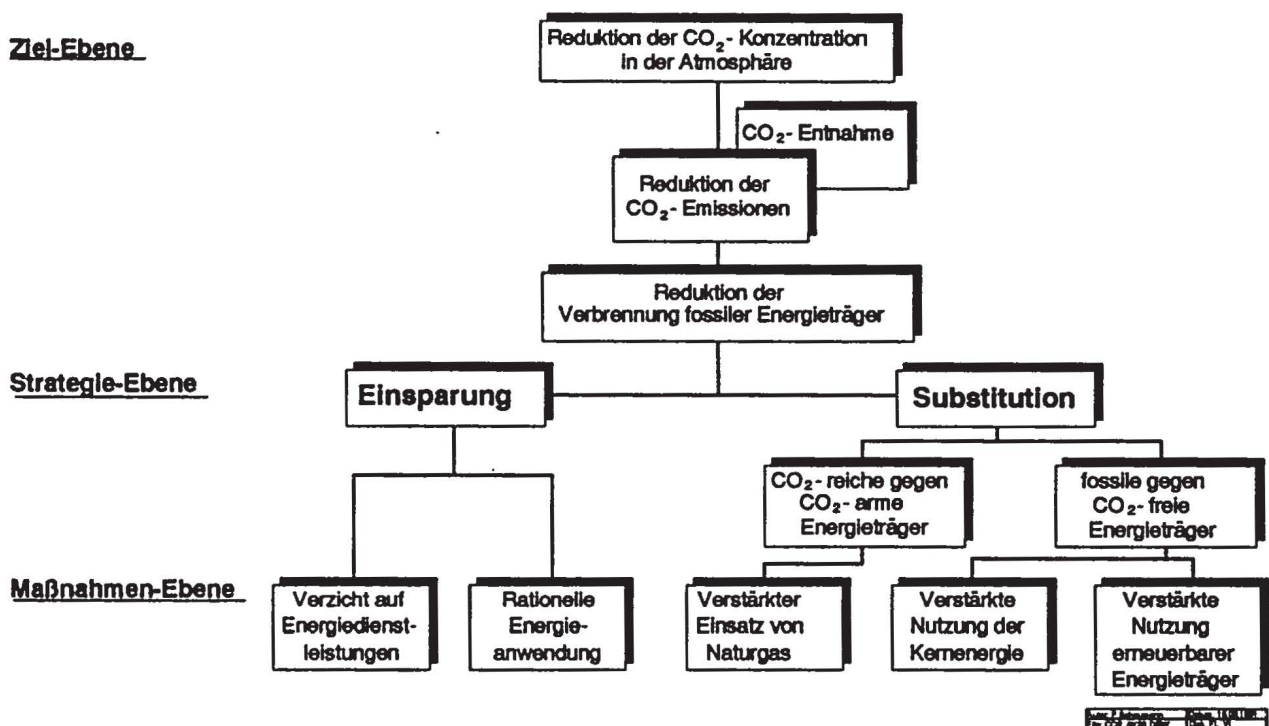 Ziel-Ebene
Reduktion der CO₂- Konzentration
in der Atmosphäre
CO₂- Entnahme
Reduktion der
CO₂- Emissionen
Reduktion der
Verbrennung fossiler Energieträger
Strategie-Ebene
Einsparung
Substitution
CO₂- reiche gegen
CO₂- arme
Energieträger
fossile gegen
CO₂- freie
Energieträger
Maßnahmen-Ebene
Verzicht auf
Energiedienst-
leistungen
Rationelle
Energie-
anwendung
Verstärkter
Einsatz von
Naturgas
Verstärkte
Nutzung der
Kernenergie
Verstärkte
Nutzung
erneuerbarer
Energieträger